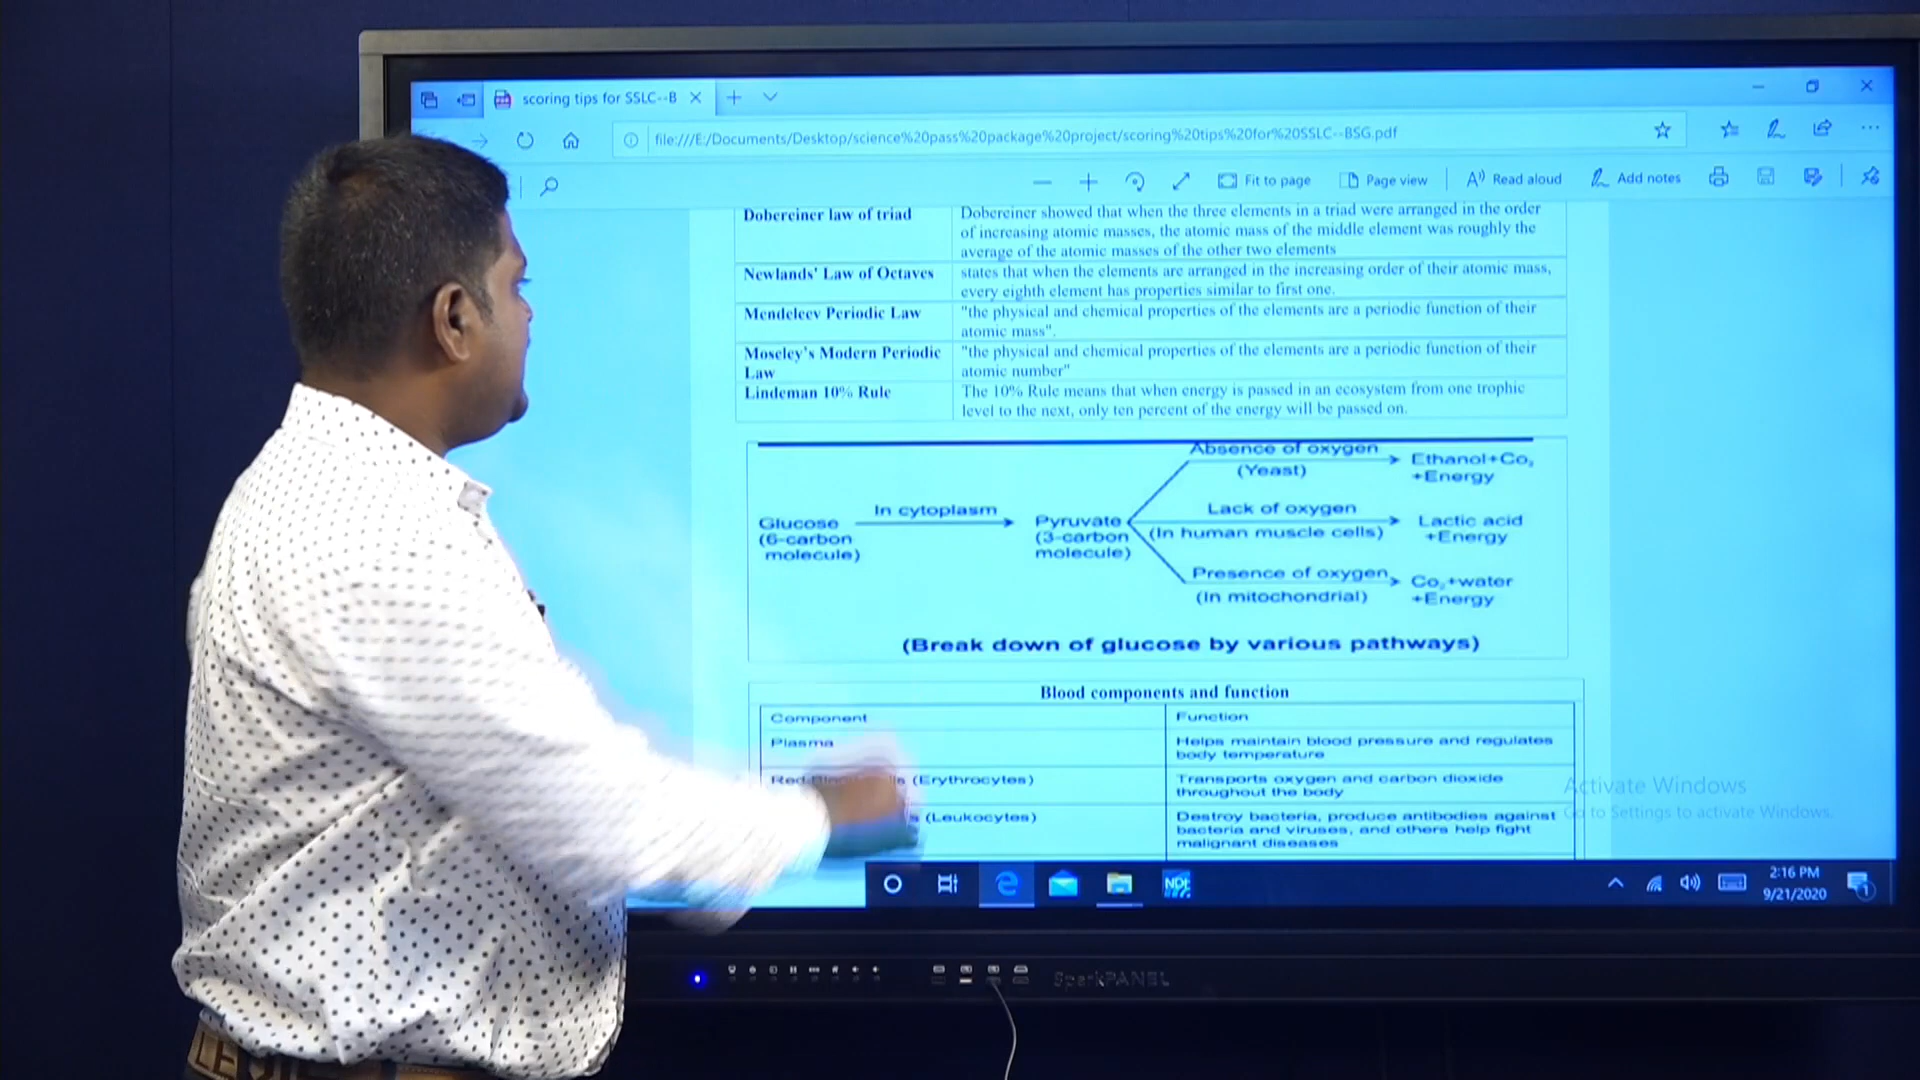 scoring tips for SSLC--B
file:///E:/Documents/Desktop/science%20pass%20package%20project/scoring%20tips%20for%20SSLC--BSG.pdf
Fit to page
Page view
Read aloud
Add notes
Dobereiner law of triad
Dobereiner showed that when the three elements in a triad were arranged in the order
of increasing atomic masses, the atomic mass of the middle element was roughly the
average of the atomic masses of the other two elements
Newlands' Law of Octaves
states that when the elements are arranged in the increasing order of their atomic mass,
every eighth element has properties similar to first one.
Mendeleev Periodic Law
"the physical and chemical properties of the elements are a periodic function of their
atomic mass".
Moseley's Modern Periodic
Law
"the physical and chemical properties of the elements are a periodic function of their
atomic number"
Lindeman 10% Rule
The 10% Rule means that when energy is passed in an ecosystem from one trophic
level to the next, only ten percent of the energy will be passed on.
Glucose
(6-carbon
molecule)
In cytoplasm
Pyruvate
(3-carbon
molecule)
Absence of oxygen
(Yeast)
Ethanol+Co2
+Energy
Lack of oxygen
(In human muscle cells)
Lactic acid
+Energy
Presence of oxygen
(In mitochondrial)
Co2+water
+Energy
(Break down of glucose by various pathways)
Blood components and function
Component
Function
Plasma
Helps maintain blood pressure and regulates
body temperature
Red (Erythrocytes)
Transports oxygen and carbon dioxide
throughout the body
(Leukocytes)
Destroy bacteria, produce antibodies against
bacteria and viruses, and others help fight
malignant diseases
Activate Windows
Go to Settings to activate Windows.
2:16 PM
9/21/2020
1
SparkPANEL